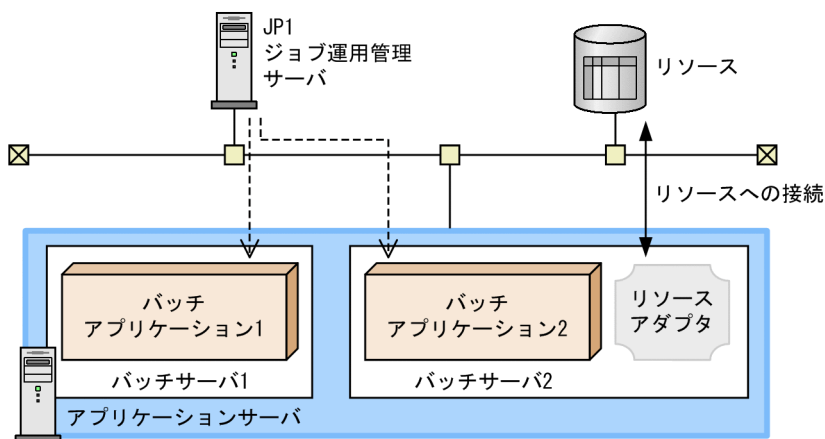 JP1
ジョブ運用管理
サーバ
リソース
リソースへの接続
バッチ
アプリケーション1
バッチサーバ1
バッチ
アプリケーション2
バッチサーバ2
リソース
アダプタ
アプリケーションサーバ